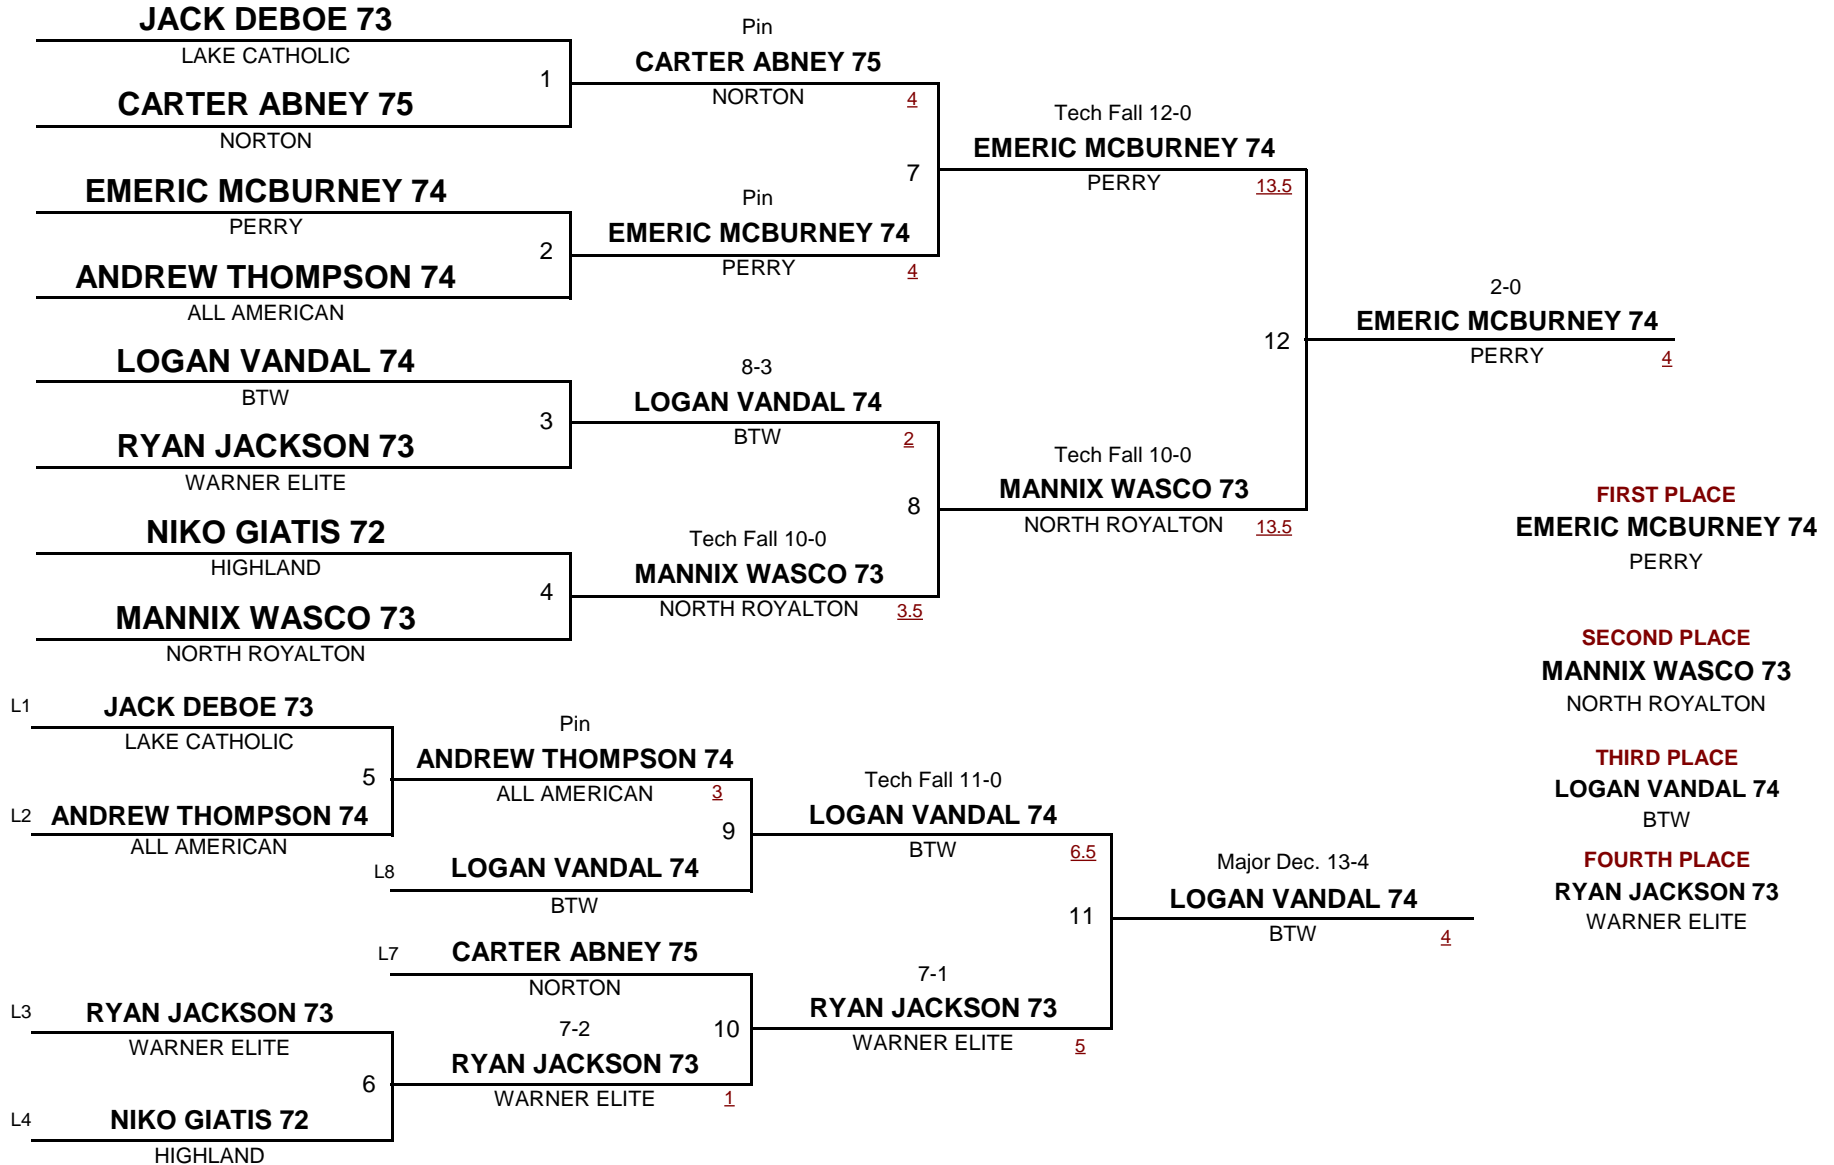 JACK DEBOE 73
LAKE CATHOLIC
1
CARTER ABNEY 75
NORTON
EMERIC MCBURNEY 74
PERRY
2
ANDREW THOMPSON 74
ALL AMERICAN
LOGAN VANDAL 74
BTW
3
RYAN JACKSON 73
WARNER ELITE
NIKO GIATIS 72
HIGHLAND
4
MANNIX WASCO 73
NORTH ROYALTON
Pin
CARTER ABNEY 75
NORTON 4
7
Pin
EMERIC MCBURNEY 74
PERRY 4
8-3
LOGAN VANDAL 74
BTW 2
8
Tech Fall 10-0
MANNIX WASCO 73
NORTH ROYALTON 3.5
Tech Fall 12-0
EMERIC MCBURNEY 74
PERRY 13.5
12
Tech Fall 10-0
MANNIX WASCO 73
NORTH ROYALTON 13.5
2-0
EMERIC MCBURNEY 74
PERRY 4
FIRST PLACE
EMERIC MCBURNEY 74
PERRY
SECOND PLACE
MANNIX WASCO 73
NORTH ROYALTON
THIRD PLACE
LOGAN VANDAL 74
BTW
FOURTH PLACE
RYAN JACKSON 73
WARNER ELITE
L1 JACK DEBOE 73
LAKE CATHOLIC
5
L2 ANDREW THOMPSON 74
ALL AMERICAN
L3 RYAN JACKSON 73
WARNER ELITE
6
L4 NIKO GIATIS 72
HIGHLAND
Pin
ANDREW THOMPSON 74
ALL AMERICAN 3
9
L8 LOGAN VANDAL 74
BTW
L7 CARTER ABNEY 75
NORTON
7-2 10
RYAN JACKSON 73
WARNER ELITE 1
Tech Fall 11-0
LOGAN VANDAL 74
BTW 6.5
11
7-1
RYAN JACKSON 73
WARNER ELITE 5
Major Dec. 13-4
LOGAN VANDAL 74
BTW 4